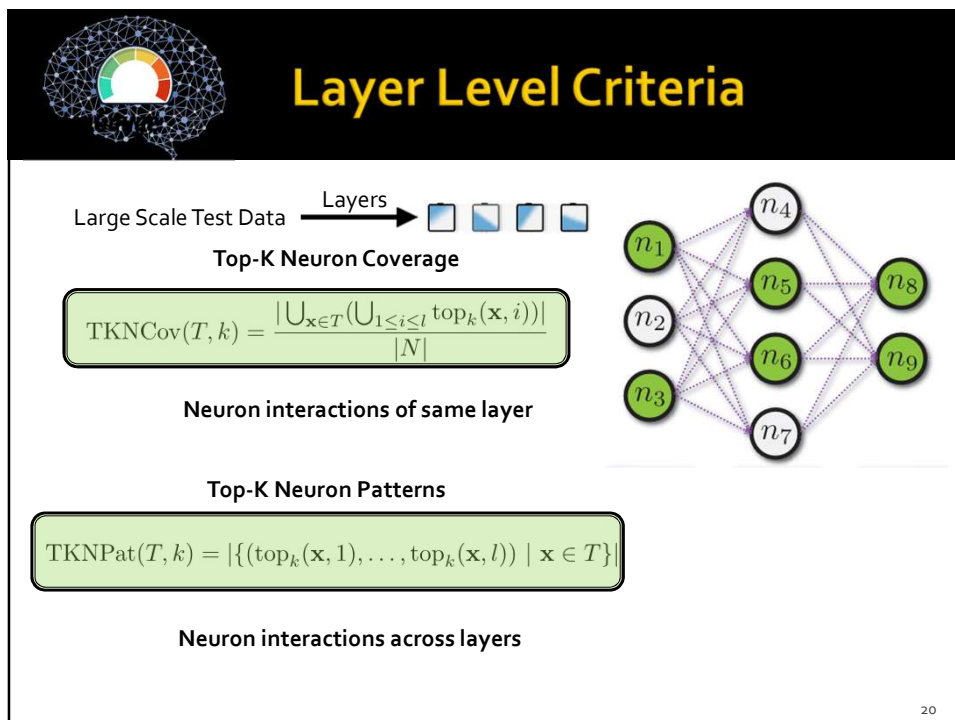 Layer Level Criteria
Large Scale Test Data
Layers
Top-K Neuron Coverage
TKNCov(T, k) = |⋃x∈T(⋃1≤i≤l topk(x, i))| / |N|
Neuron interactions of same layer
Top-K Neuron Patterns
TKNPat(T, k) = |{(topk(x, 1), . . . , topk(x, l)) | x ∈ T}|
Neuron interactions across layers
n1
n2
n3
n4
n5
n6
n7
n8
n9
20